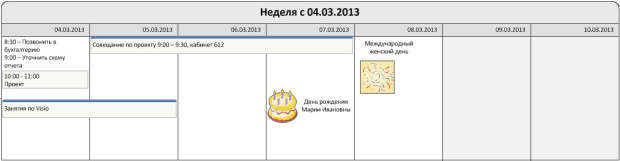 Неделя с 04.03.2013
04.03.2013
05.03.2013
06.03.2013
07.03.2013
08.03.2013
09.03.2013
10.03.2013
8:30 – Позвонить в
бухгалтерию
9:00 – Уточнить схему
отчета
10:00 - 11:00
Проект
Совещание по проекту 9:00 – 9:30, кабинет 612
Международный
женский день
Занятия по Visio
День рождения
Марии Ивановны